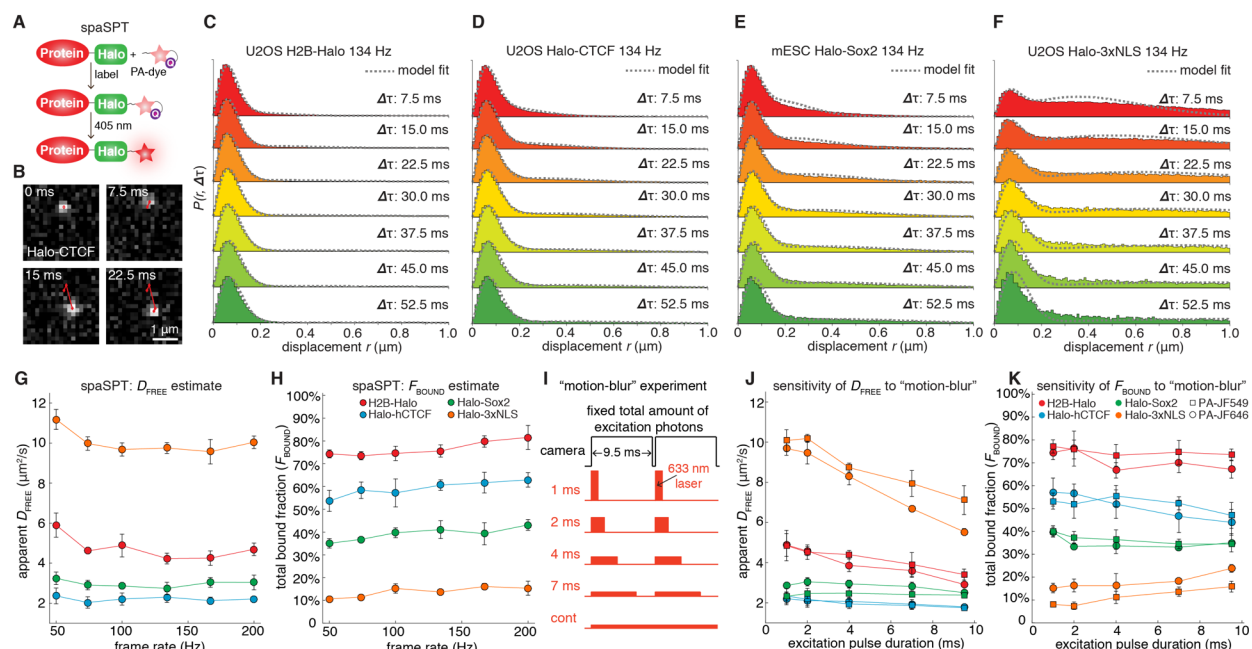 A
spaSPT
Protein
Halo
+
label
PA-dye
Q
Protein
Halo
Q
405 nm
Protein
Halo
B
0 ms
7.5 ms
Halo-CTCF
15 ms
22.5 ms
1 μm
C
U2OS H2B-Halo 134 Hz
model fit
Δτ: 7.5 ms
Δτ: 15.0 ms
Δτ: 22.5 ms
Δτ: 30.0 ms
Δτ: 37.5 ms
Δτ: 45.0 ms
Δτ: 52.5 ms
P(r, Δτ)
0 0.2 0.4 0.6 0.8 1.0
displacement r (μm)
D
U2OS Halo-CTCF 134 Hz
model fit
Δτ: 7.5 ms
Δτ: 15.0 ms
Δτ: 22.5 ms
Δτ: 30.0 ms
Δτ: 37.5 ms
Δτ: 45.0 ms
Δτ: 52.5 ms
0 0.2 0.4 0.6 0.8 1.0
displacement r (μm)
E
mESC Halo-Sox2 134 Hz
model fit
Δτ: 7.5 ms
Δτ: 15.0 ms
Δτ: 22.5 ms
Δτ: 30.0 ms
Δτ: 37.5 ms
Δτ: 45.0 ms
Δτ: 52.5 ms
0 0.2 0.4 0.6 0.8 1.0
displacement r (μm)
F
U2OS Halo-3xNLS 134 Hz
model fit
Δτ: 7.5 ms
Δτ: 15.0 ms
Δτ: 22.5 ms
Δτ: 30.0 ms
Δτ: 37.5 ms
Δτ: 45.0 ms
Δτ: 52.5 ms
0 0.2 0.4 0.6 0.8 1.0
displacement r (μm)
G
spaSPT: DFREE estimate
apparent DFREE (μm²/s)
12
10
8
6
4
2
50 100 150 200
frame rate (Hz)
H
spaSPT: FBOUND estimate
H2B-Halo
Halo-Sox2
Halo-hCTCF
Halo-3xNLS
total bound fraction (FBOUND)
100%
90%
80%
70%
60%
50%
40%
30%
20%
10%
50 100 150 200
frame rate (Hz)
I
"motion-blur" experiment
fixed total amount of
excitation photons
camera
9.5 ms
633 nm
laser
1 ms
2 ms
4 ms
7 ms
cont
J
sensitivity of DFREE to "motion-blur"
apparent DFREE (μm²/s)
12
10
8
6
4
2
0 2 4 6 8 10
excitation pulse duration (ms)
K
sensitivity of FBOUND to "motion-blur"
H2B-Halo
Halo-Sox2
PA-JF549
Halo-hCTCF
Halo-3xNLS
PA-JF646
total bound fraction (FBOUND)
100%
90%
80%
70%
60%
50%
40%
30%
20%
10%
0 2 4 6 8 10
excitation pulse duration (ms)